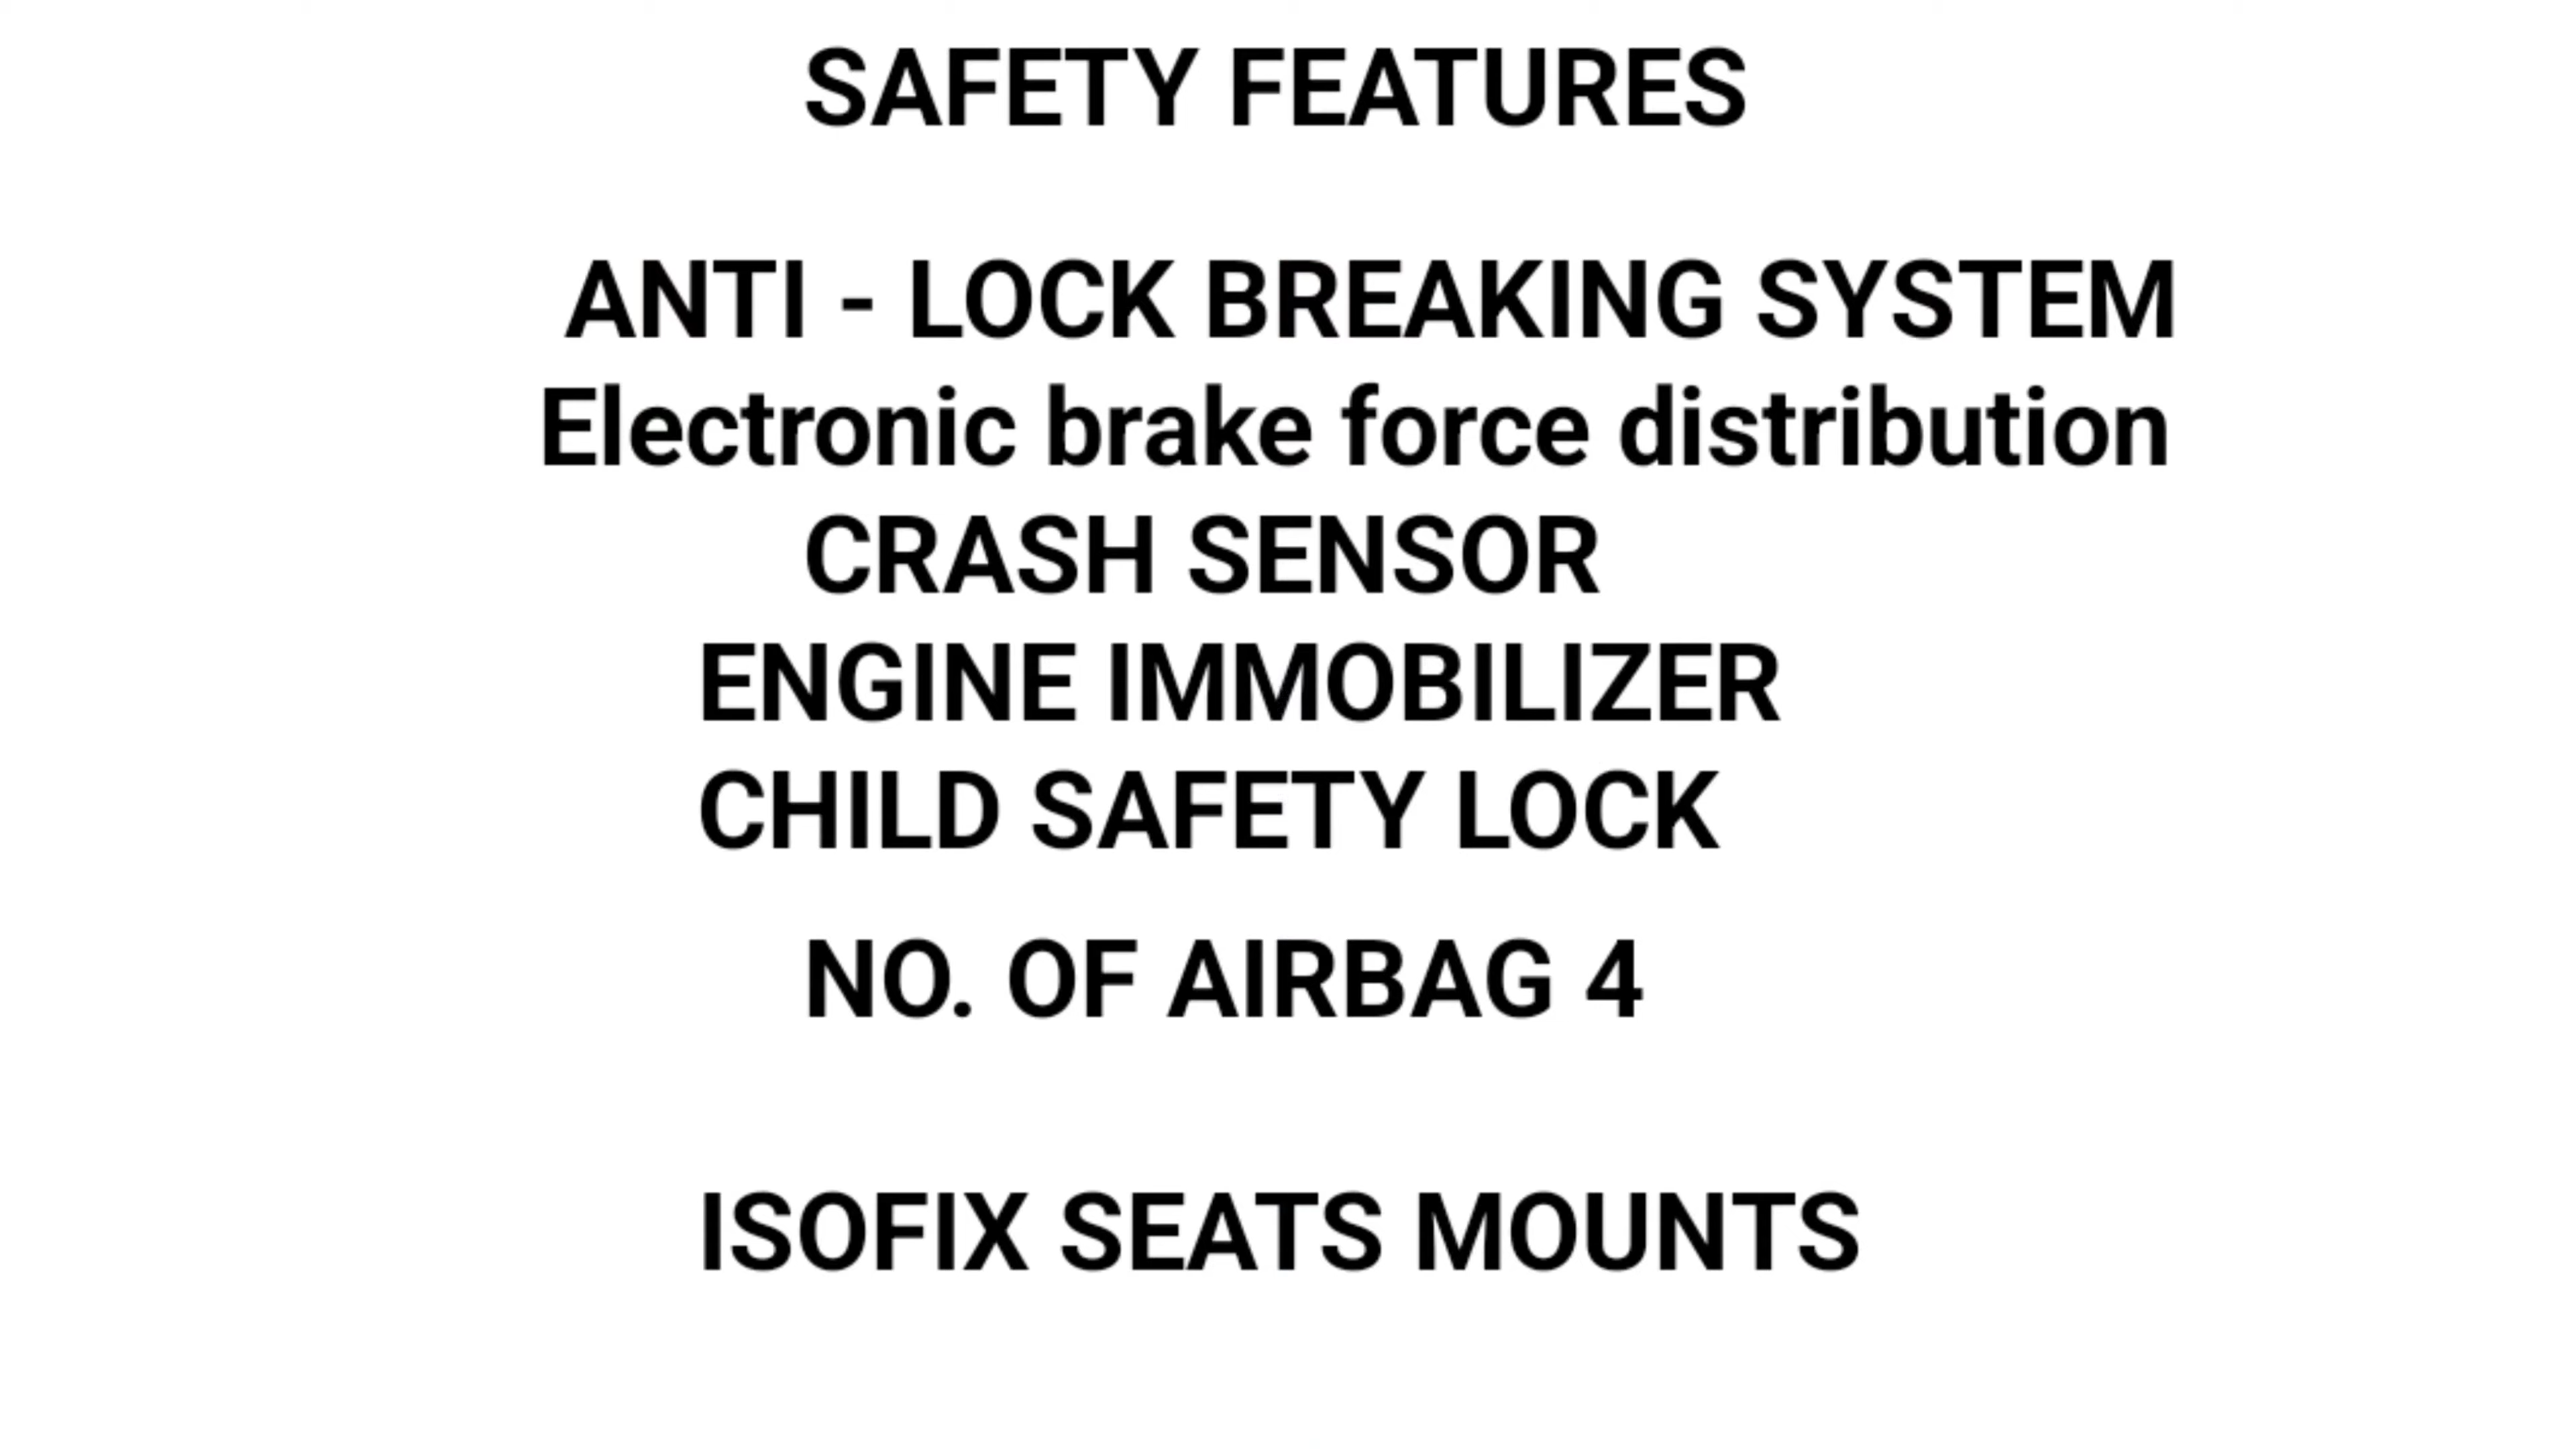 SAFETY FEATURES
ANTI - LOCK BREAKING SYSTEM
Electronic brake force distribution
CRASH SENSOR
ENGINE IMMOBILIZER
CHILD SAFETY LOCK
NO. OF AIRBAG 4
ISOFIX SEATS MOUNTS